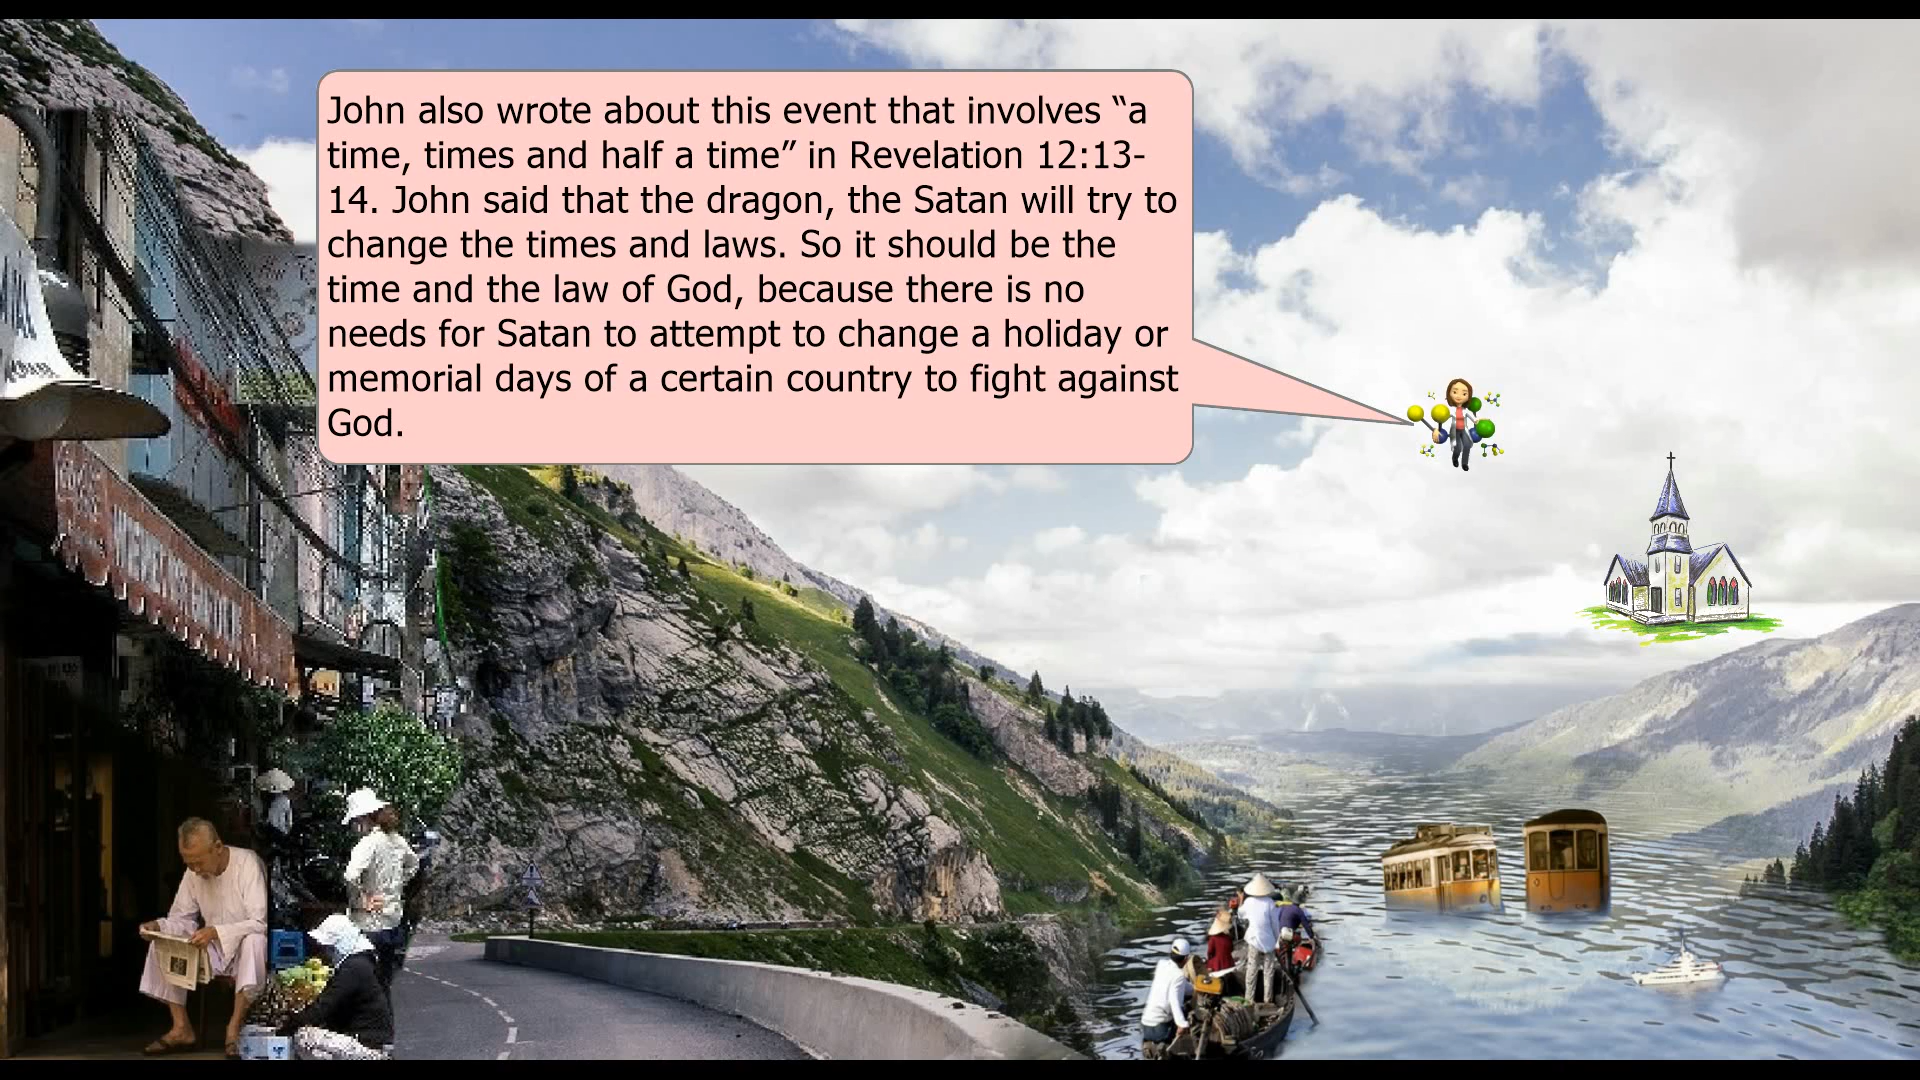 John also wrote about this event that involves “a
time, times and half a time” in Revelation 12:13-
14. John said that the dragon, the Satan will try to
change the times and laws. So it should be the
time and the law of God, because there is no
needs for Satan to attempt to change a holiday or
memorial days of a certain country to fight against
God.